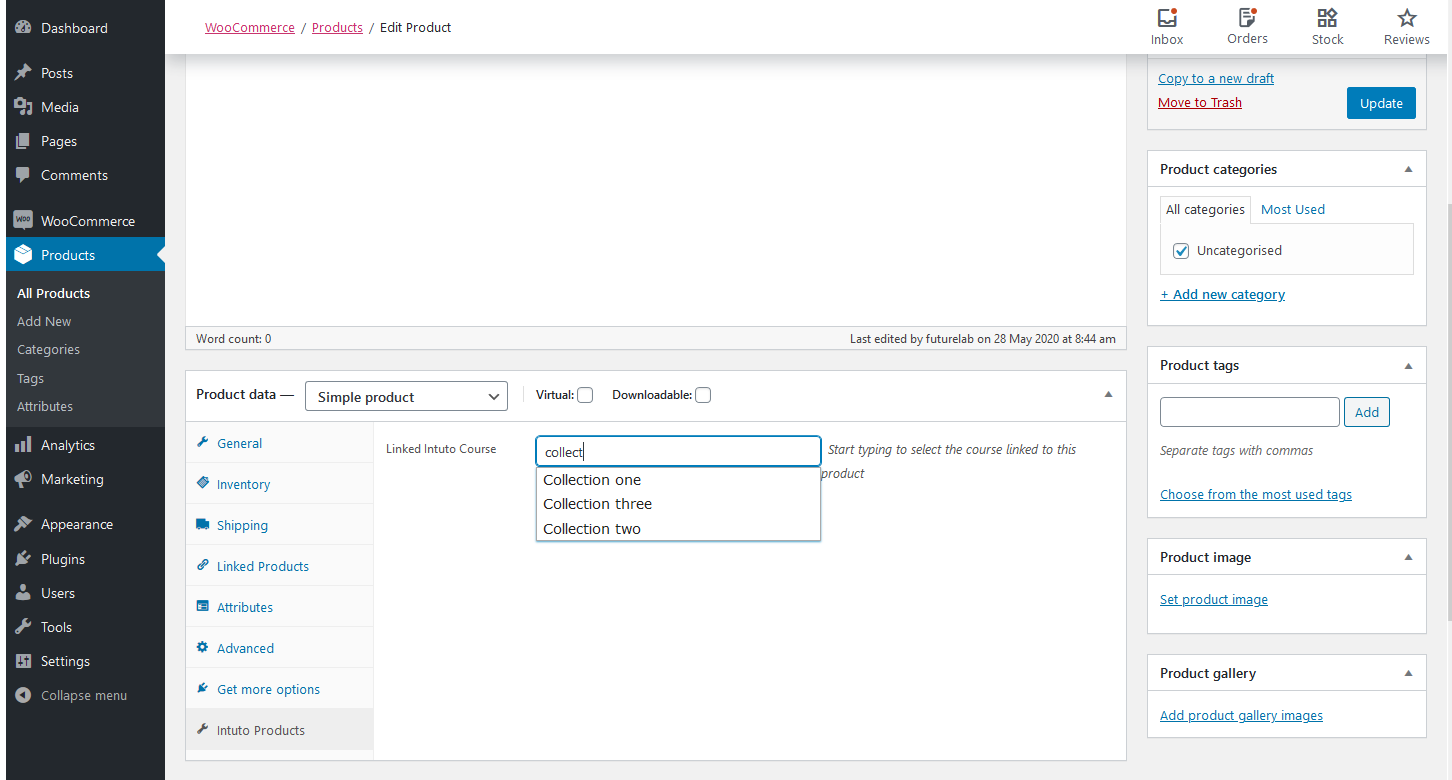 Dashboard
Posts
Media
Pages
Comments
WOO WooCommerce
Products
All Products
Add New
Categories
Tags
Attributes
Analytics
Marketing
Appearance
Plugins
Users
Tools
Settings
Collapse menu
WooCommerce / Products / Edit Product
Inbox
Orders
Stock
Reviews
Word count: 0
Last edited by futurelab on 28 May 2020 at 8:44 am
Product data —
Simple product
Virtual:
Downloadable:
General
Inventory
Shipping
Linked Products
Attributes
Advanced
Get more options
Intuto Products
Linked Intuto Course
collect
Start typing to select the course linked to this
product
Collection one
Collection three
Collection two
Copy to a new draft
Move to Trash
Update
Product categories
All categories
Most Used
Uncategorised
+ Add new category
Product tags
Add
Separate tags with commas
Choose from the most used tags
Product image
Set product image
Product gallery
Add product gallery images